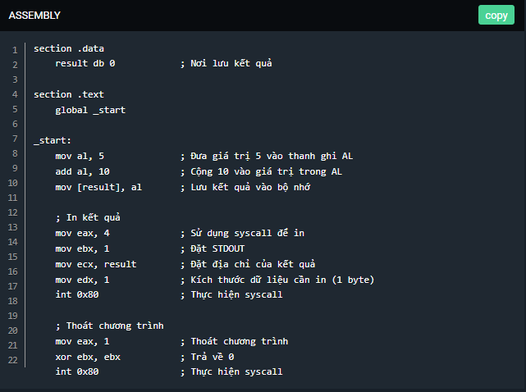 ASSEMBLY
copy
1 section .data
2     result db 0            ; Nơi lưu kết quả
3
4 section .text
5     global _start
6
7 _start:
8     mov al, 5              ; Đưa giá trị 5 vào thanh ghi AL
9     add al, 10             ; Cộng 10 vào giá trị trong AL
10     mov [result], al       ; Lưu kết quả vào bộ nhớ
11
12     ; In kết quả
13     mov eax, 4             ; Sử dụng syscall để in
14     mov ebx, 1             ; Đặt STDOUT
15     mov ecx, result        ; Đặt địa chỉ của kết quả
16     mov edx, 1             ; Kích thước dữ liệu cần in (1 byte)
17     int 0x80               ; Thực hiện syscall
18
19     ; Thoát chương trình
20     mov eax, 1             ; Thoát chương trình
21     xor ebx, ebx           ; Trả về 0
22     int 0x80               ; Thực hiện syscall